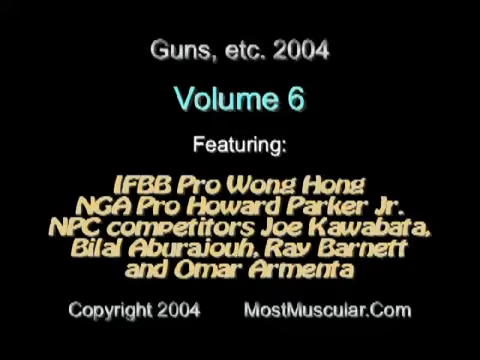 Guns, etc. 2004
Volume 6
Featuring:
IFBB Pro Wong Hong
NGA Pro Howard Parker Jr.
NPC competitors Joe Kawabata,
Bilal Aburajouh, Ray Barnett
and Omar Armenta
Copyright 2004 MostMuscular.Com